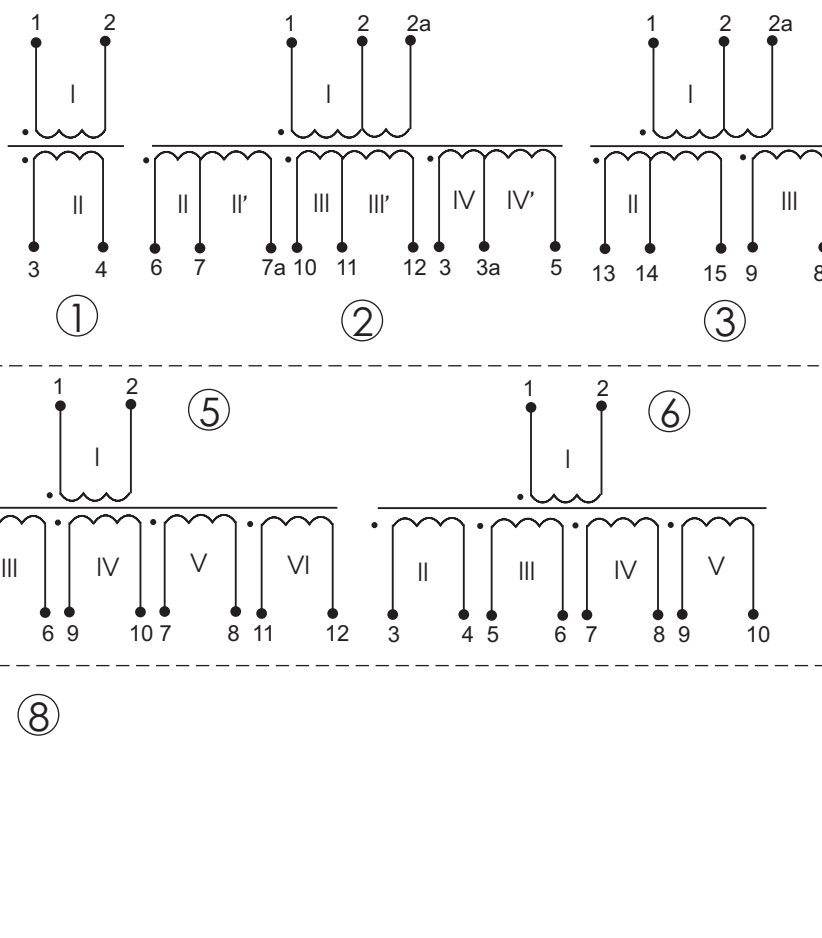 1 2 1 2 2a 1 2 2a
I I I
II II II' III III' IV IV' II III
3 4 6 7 7a 10 11 12 3 3a 5 13 14 15 9 8
① ② ③
1 2 ⑤ 1 2 ⑥
I I
III IV V VI II III IV V
6 9 10 7 8 11 12 3 4 5 6 7 8 9 10
⑧